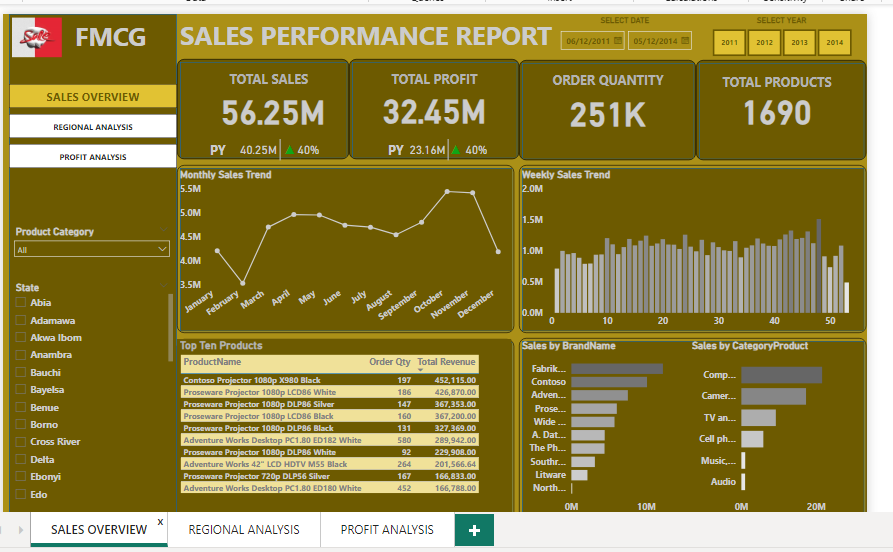 Sale
FMCG
SALES PERFORMANCE REPORT
SELECT DATE
06/12/2011
05/12/2014
SELECT YEAR
2011
2012
2013
2014
SALES OVERVIEW
REGIONAL ANALYSIS
PROFIT ANALYSIS
TOTAL SALES
56.25M
PY 40.25M 40%
TOTAL PROFIT
32.45M
PY 23.16M 40%
ORDER QUANTITY
251K
TOTAL PRODUCTS
1690
Product Category
All
State
Abia
Adamawa
Akwa Ibom
Anambra
Bauchi
Bayelsa
Benue
Borno
Cross River
Delta
Ebonyi
Edo
Monthly Sales Trend
5.5M
5.0M
4.5M
4.0M
3.5M
January
February
March
April
May
June
July
August
September
October
November
December
Weekly Sales Trend
2.0M
1.5M
1.0M
0.5M
0.0M
0 10 20 30 40 50
Top Ten Products
ProductName Order Qty Total Revenue
Contoso Projector 1080p X980 Black 197 452,115.00
Proseware Projector 1080p LCD86 White 186 426,870.00
Proseware Projector 1080p DLP86 Silver 147 367,353.00
Proseware Projector 1080p LCD86 Black 160 367,200.00
Proseware Projector 1080p DLP86 Black 131 327,369.00
Adventure Works Desktop PC1.80 ED182 White 580 289,942.00
Proseware Projector 1080p DLP86 White 92 229,908.00
Adventure Works 42" LCD HDTV M55 Black 264 201,566.64
Proseware Projector 720p DLP56 Silver 167 166,833.00
Adventure Works Desktop PC1.80 ED180 White 452 166,788.00
Sales by BrandName
Fabrik...
Contoso
Adven...
Prose...
Wide ...
A. Dat...
The Ph...
Southr...
Litware
North...
0M 10M
Sales by CategoryProduct
Comp...
Camer...
TV an...
Cell ph...
Music,...
Audio
0M 20M
SALES OVERVIEW x
REGIONAL ANALYSIS
PROFIT ANALYSIS
+